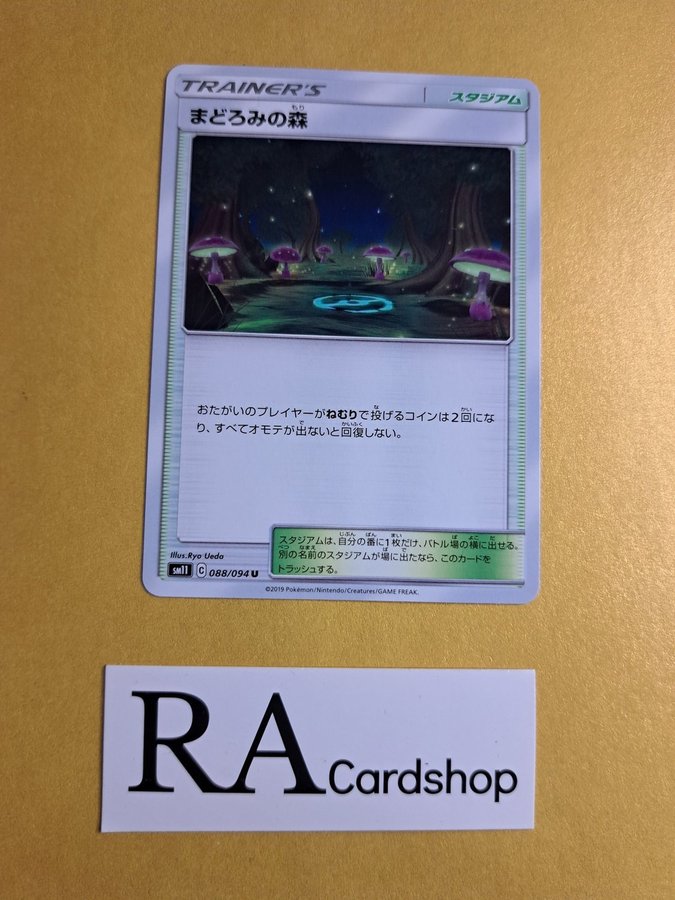 TRAINER'S
スタジアム
まどろみの森
もり
おたがいのプレイヤーがねむりで投げるコインは2回にな
り、すべてオモテが出ないと回復しない。
スタジアムは、自分の番に1枚だけ、バトル場の横に出せる。
別の名前のスタジアムが場に出たなら、このカードを
トラッシュする。
Illus.Ryo Ueda
sm11 C 088/094 U
©2019 Pokémon/Nintendo/Creatures/GAME FREAK.
RA Cardshop